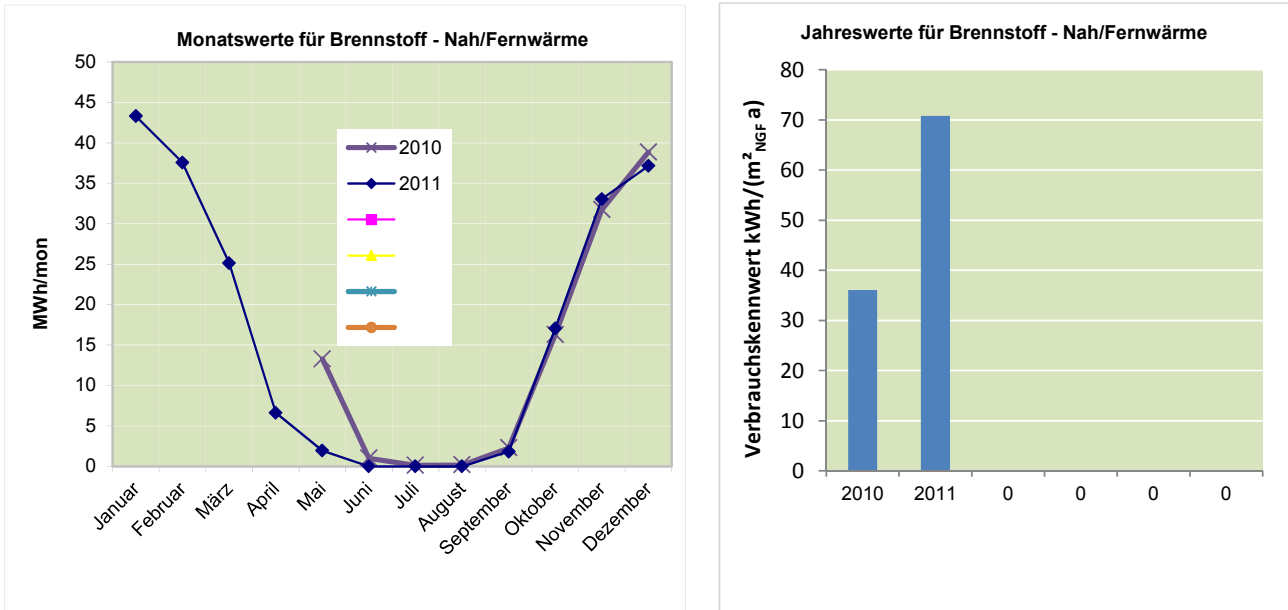 Monatswerte für Brennstoff - Nah/Fernwärme
MWh/mon
50
45
40
35
30
25
20
15
10
5
0
2010
2011
Januar
Februar
März
April
Mai
Juni
Juli
August
September
Oktober
November
Dezember
Jahreswerte für Brennstoff - Nah/Fernwärme
Verbrauchskennwert kWh/(m²NGF a)
80
70
60
50
40
30
20
10
0
2010 2011 0 0 0 0